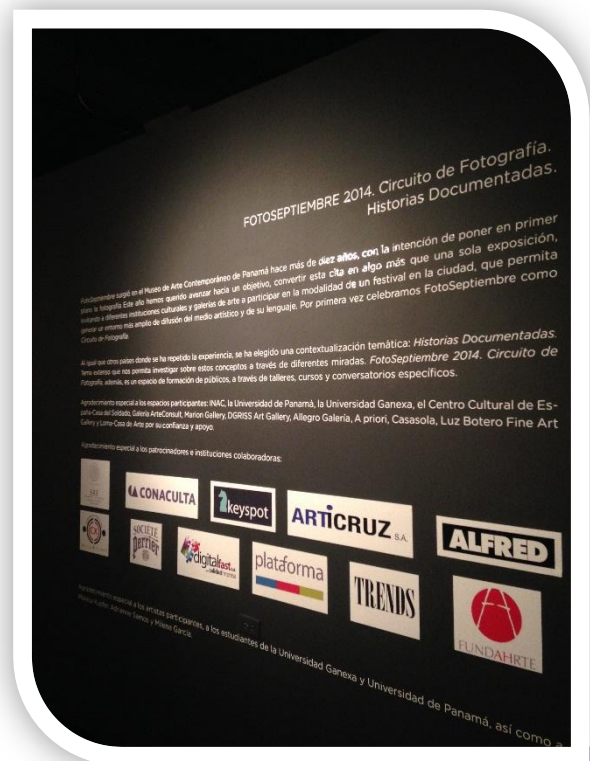 FOTOSEPTIEMBRE 2014. Circuito de Fotografía.
Historias Documentadas.
FotoSeptiembre surgió en el Museo de Arte Contemporáneo de Panamá hace más de diez años, con la intención de poner en primer
plano la fotografía Este año hemos querido avanzar hacia un objetivo, convertir esta cita en algo más que una sola exposición,
invitando a diferentes instituciones culturales y galerías de arte a participar en la modalidad de un festival en la ciudad, que permita
generar un entorno más amplio de difusión del medio artístico y de su lenguaje. Por primera vez celebramos FotoSeptiembre como
Circuito de Fotografía.
Al igual que otros países donde se ha repetido la experiencia, se ha elegido una contextualización temática: Historias Documentadas.
Tema extenso que nos permita investigar sobre estos conceptos a través de diferentes miradas. FotoSeptiembre 2014. Circuito de
Fotografía, además, es un espacio de formación de públicos, a través de talleres, cursos y conversatorios específicos.
Agradecimiento especial a los espacios participantes: INAC, la Universidad de Panamá, la Universidad Ganexa, el Centro Cultural de Es-
paña-Casa del Soldado, Galería ArteConsult, Marion Gallery, DGRISS Art Gallery, Allegro Galería, A priori, Casasola, Luz Botero Fine Art
Gallery y Loma-Casa de Arte por su confianza y apoyo.
Agradecimiento especial a los patrocinadores e instituciones colaboradoras:
CONACULTA
keyspot
ARTiCRUZ S.A.
ALFRED
SOCIÉTÉ
perrier
digitalfast
plataforma
TRENDS
FUNDAHRTE
Agradecimiento especial a los artistas participantes, a los estudiantes de la Universidad Ganexa y Universidad de Panamá, así como a
Mónica Kupfer, Adrienne Samos y Milene García.